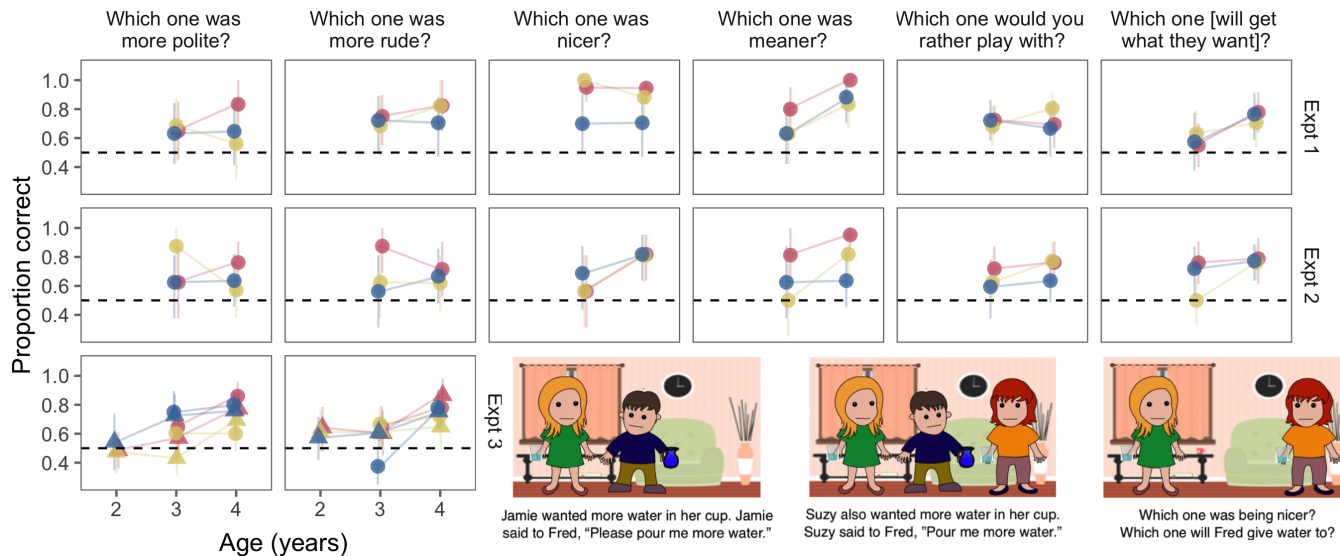 Which one was
more polite?
Which one was
more rude?
Which one was
nicer?
Which one was
meaner?
Which one would you
rather play with?
Which one [will get
what they want]?
Proportion correct
1.0
0.8
0.6
0.4
Expt 1
1.0
0.8
0.6
0.4
Expt 2
1.0
0.8
0.6
0.4
Expt 3
2
3
4
2
3
4
Age (years)
Jamie wanted more water in her cup. Jamie
said to Fred, “Please pour me more water.”
Suzy also wanted more water in her cup.
Suzy said to Fred, ”Pour me more water.”
Which one was being nicer?
Which one will Fred give water to?